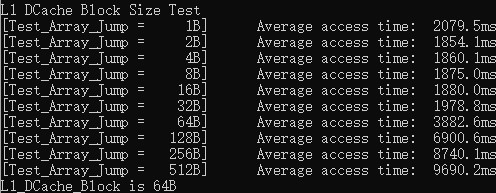 L1 DCache Block Size Test
[Test_Array_Jump =     1B]     Average access time:  2079.5ms
[Test_Array_Jump =     2B]     Average access time:  1854.1ms
[Test_Array_Jump =     4B]     Average access time:  1860.1ms
[Test_Array_Jump =     8B]     Average access time:  1875.0ms
[Test_Array_Jump =    16B]     Average access time:  1880.0ms
[Test_Array_Jump =    32B]     Average access time:  1978.8ms
[Test_Array_Jump =    64B]     Average access time:  3882.6ms
[Test_Array_Jump =   128B]     Average access time:  6900.6ms
[Test_Array_Jump =   256B]     Average access time:  8740.1ms
[Test_Array_Jump =   512B]     Average access time:  9690.2ms
L1_DCache_Block is 64B